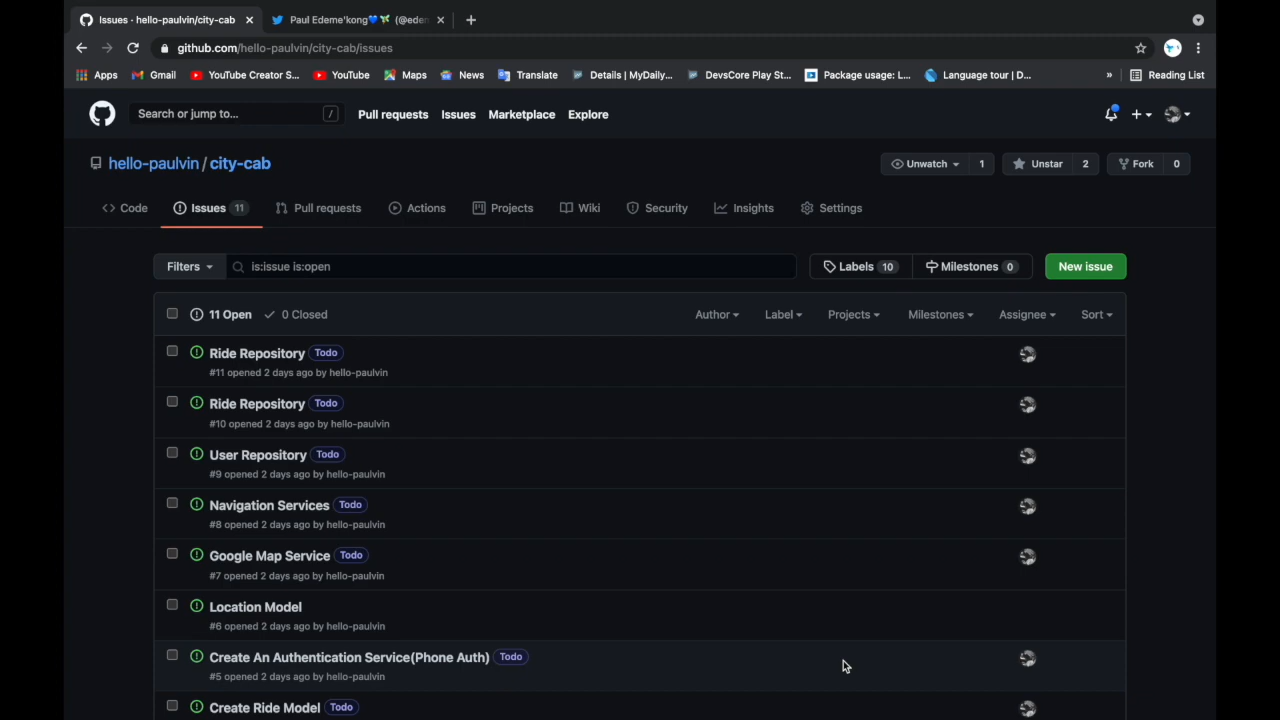 Issues · hello-paulvin/city-cab
Paul Edeme'kong💙🌿 (@eden
github.com/hello-paulvin/city-cab/issues
Apps Gmail YouTube Creator S... YouTube Maps News Translate Details | MyDaily... DevsCore Play St... Package usage: L... Language tour | D... » Reading List
Search or jump to... / Pull requests Issues Marketplace Explore
hello-paulvin / city-cab
Unwatch 1 Unstar 2 Fork 0
Code Issues 11 Pull requests Actions Projects Wiki Security Insights Settings
Filters is:issue is:open Labels 10 Milestones 0 New issue
11 Open 0 Closed Author Label Projects Milestones Assignee Sort
Ride Repository Todo
#11 opened 2 days ago by hello-paulvin
Ride Repository Todo
#10 opened 2 days ago by hello-paulvin
User Repository Todo
#9 opened 2 days ago by hello-paulvin
Navigation Services Todo
#8 opened 2 days ago by hello-paulvin
Google Map Service Todo
#7 opened 2 days ago by hello-paulvin
Location Model
#6 opened 2 days ago by hello-paulvin
Create An Authentication Service(Phone Auth) Todo
#5 opened 2 days ago by hello-paulvin
Create Ride Model Todo